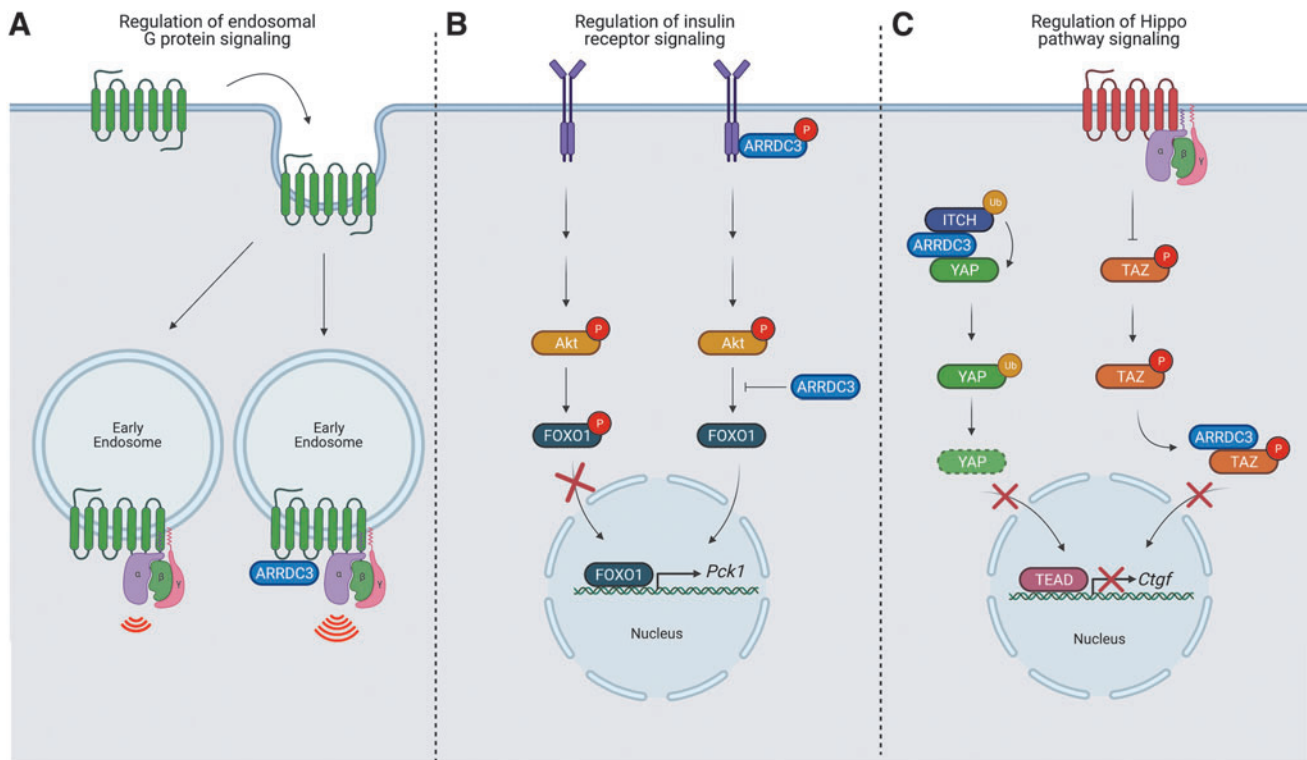 A
Regulation of endosomal
G protein signaling
Early
Endosome
Early
Endosome
α
β
γ
ARRDC3
α
β
γ
B
Regulation of insulin
receptor signaling
P
ARRDC3
P
Akt
P
Akt
ARRDC3
P
FOXO1
FOXO1
FOXO1
Pck1
Nucleus
C
Regulation of Hippo
pathway signaling
α
β
γ
Ub
ITCH
ARRDC3
YAP
P
TAZ
YAP
Ub
P
TAZ
YAP
ARRDC3
P
TAZ
TEAD
Ctgf
Nucleus